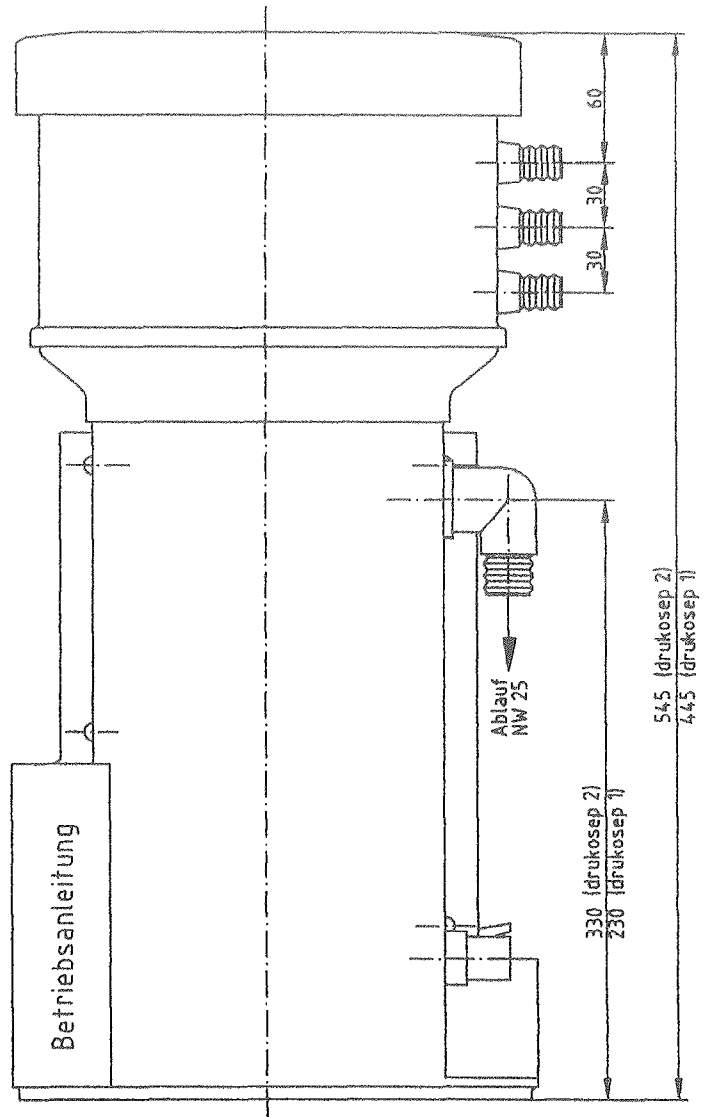 60
30
30
545 (drukosep 2)
445 (drukosep 1)
Ablauf
NW 25
330 (drukosep 2)
230 (drukosep 1)
Betriebsanleitung